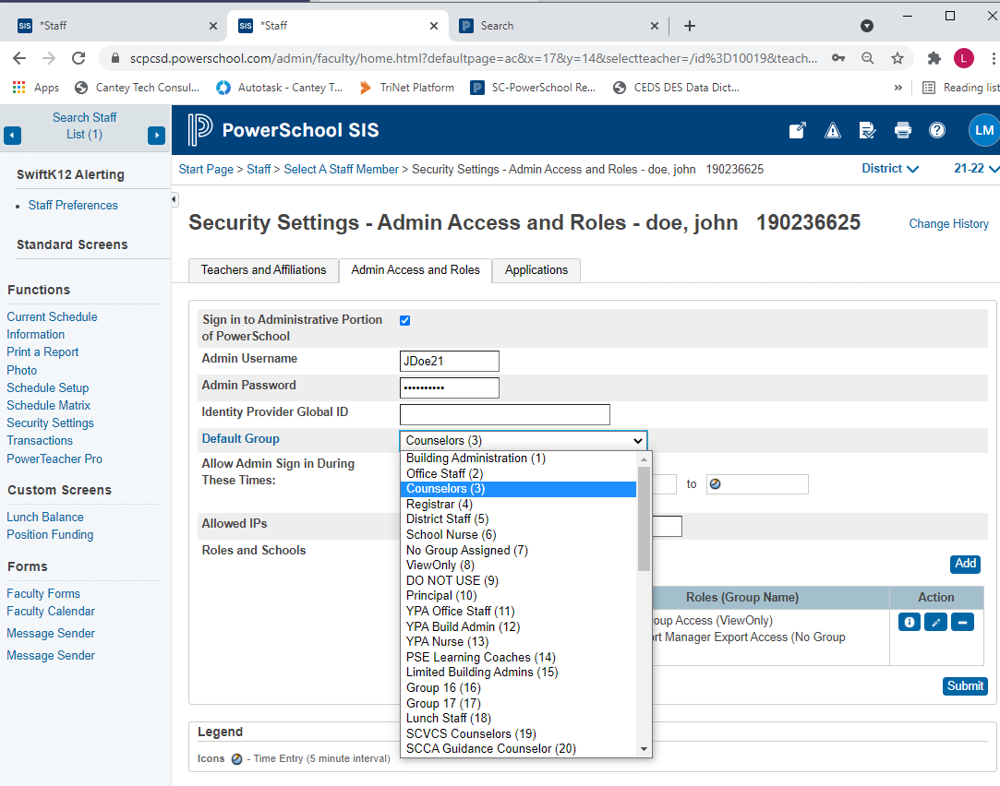 SIS *Staff
SIS *Staff
Search
scpcsd.powerschool.com/admin/faculty/home.html?defaultpage=ac&x=17&y=14&selectteacher=/id%3D10019&teach...
L
Apps
Cantey Tech Consul...
Autotask - Cantey T...
TriNet Platform
SC-PowerSchool Re...
CEDS DES Data Dict...
»
Reading list
Search Staff
List (1)
PowerSchool SIS
LM
Start Page > Staff > Select A Staff Member > Security Settings - Admin Access and Roles - doe, john 190236625
District
21-22
SwiftK12 Alerting
Staff Preferences
Standard Screens
Functions
Current Schedule
Information
Print a Report
Photo
Schedule Setup
Schedule Matrix
Security Settings
Transactions
PowerTeacher Pro
Custom Screens
Lunch Balance
Position Funding
Forms
Faculty Forms
Faculty Calendar
Message Sender
Message Sender
Security Settings - Admin Access and Roles - doe, john 190236625
Change History
Teachers and Affiliations
Admin Access and Roles
Applications
Sign in to Administrative Portion
of PowerSchool
Admin Username
JDoe21
Admin Password
••••••••••
Identity Provider Global ID
Default Group
Counselors (3)
Building Administration (1)
Office Staff (2)
Counselors (3)
Registrar (4)
District Staff (5)
School Nurse (6)
No Group Assigned (7)
ViewOnly (8)
DO NOT USE (9)
Principal (10)
YPA Office Staff (11)
YPA Build Admin (12)
YPA Nurse (13)
PSE Learning Coaches (14)
Limited Building Admins (15)
Group 16 (16)
Group 17 (17)
Lunch Staff (18)
SCVCS Counselors (19)
SCCA Guidance Counselor (20)
Allow Admin Sign in During
These Times:
to
Allowed IPs
Roles and Schools
Add
Roles (Group Name)
Action
oup Access (ViewOnly)
rt Manager Export Access (No Group
Submit
Legend
Icons - Time Entry (5 minute interval)